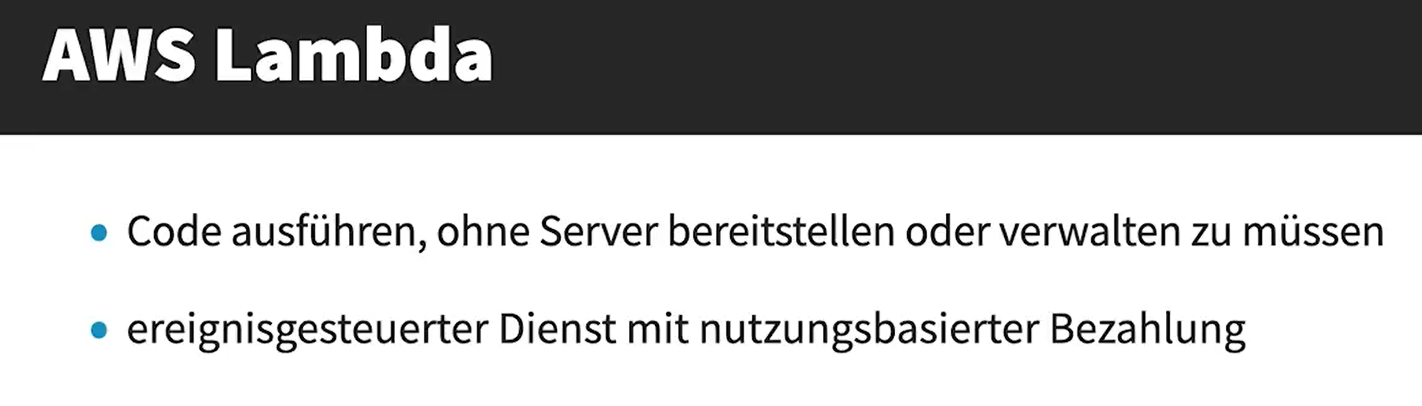 AWS Lambda
Code ausführen, ohne Server bereitstellen oder verwalten zu müssen
ereignisgesteuerter Dienst mit nutzungsbasierter Bezahlung